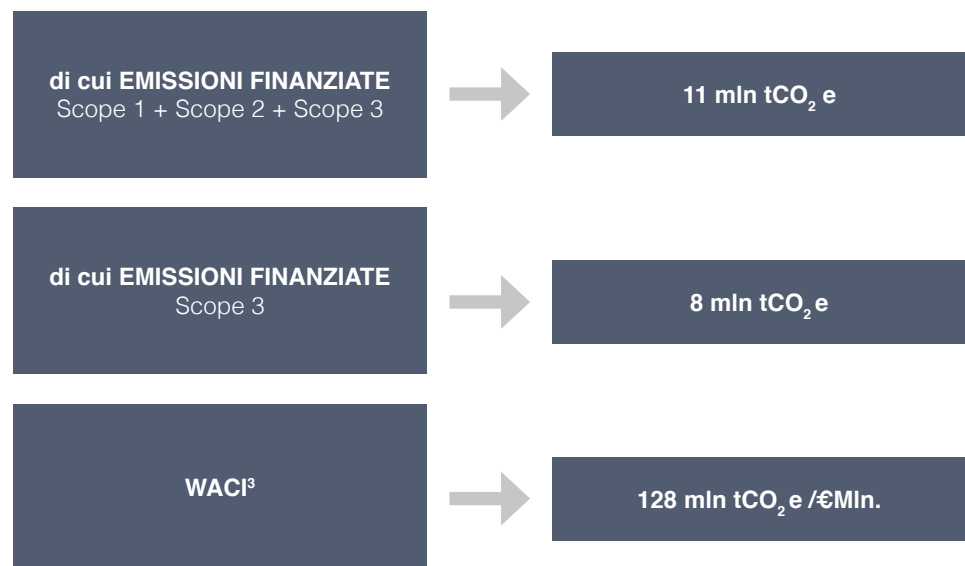 di cui EMISSIONI FINANZIATE
Scope 1 + Scope 2 + Scope 3
11 mln tCO₂ e
di cui EMISSIONI FINANZIATE
Scope 3
8 mln tCO₂ e
WACI³
128 mln tCO₂ e /€Mln.